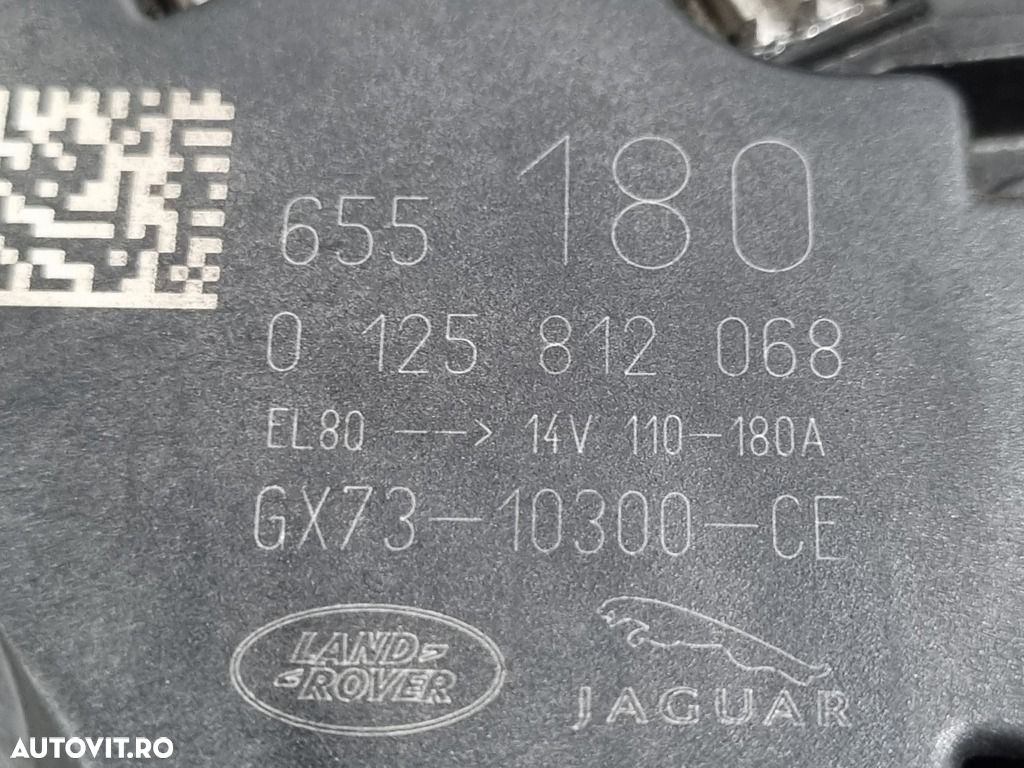 655 180
0 125 812 068
EL8Q --> 14V 110-180A
GX73-10300-CE
LAND
ROVER
JAGUAR
AUTOVIT.RO